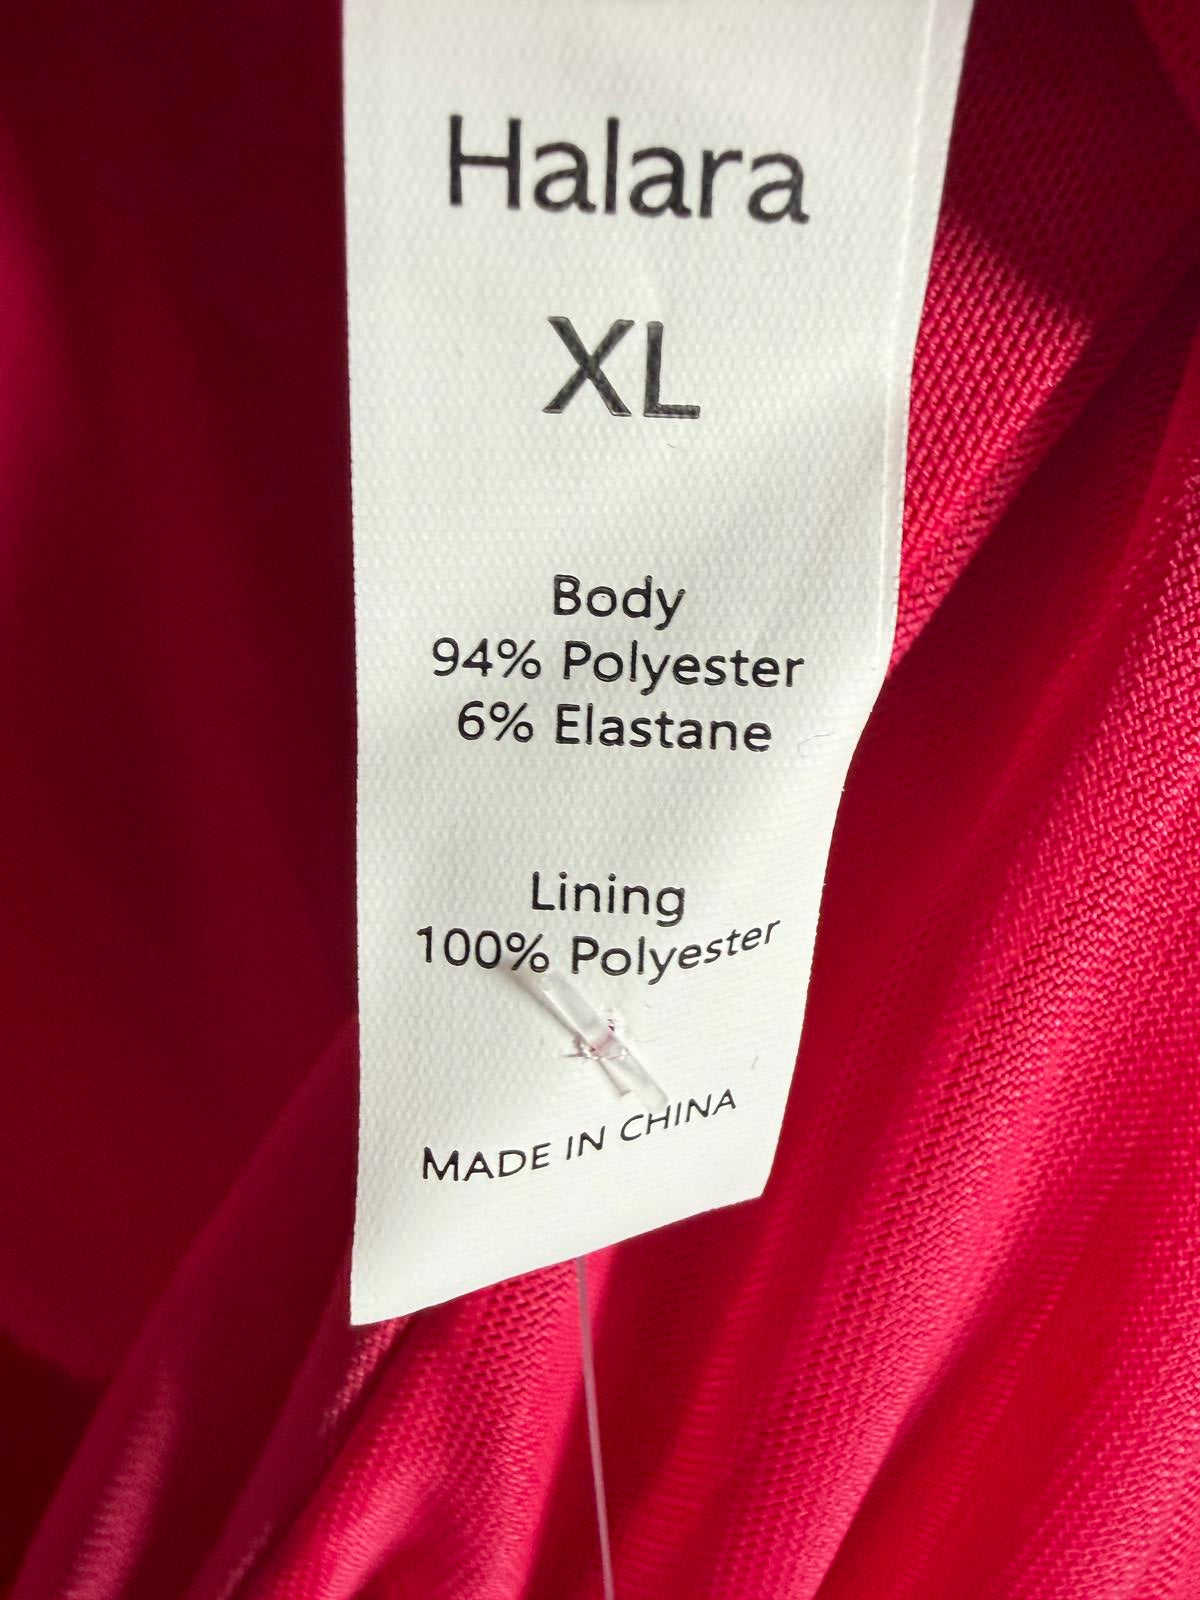 Halara
XL
Body
94% Polyester
6% Elastane
Lining
100% Polyester
MADE IN CHINA